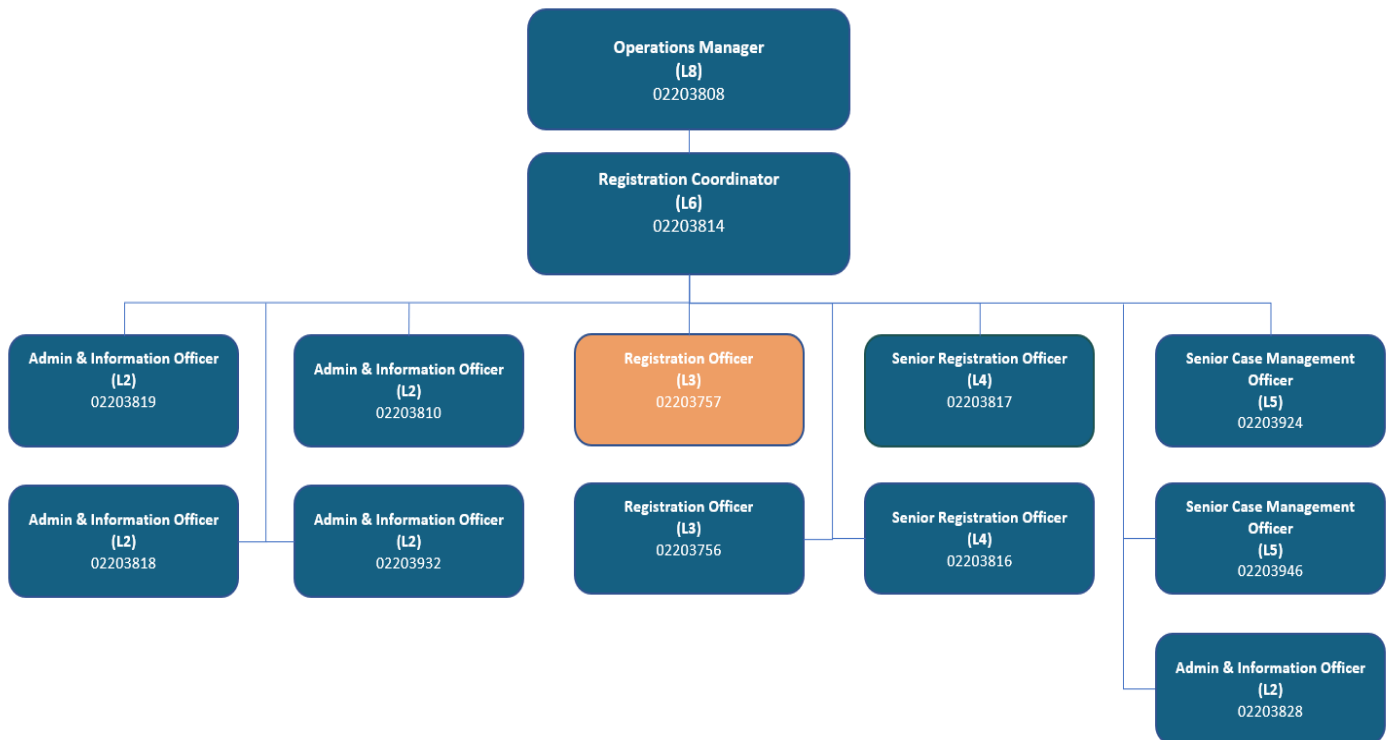 Operations Manager
(L8)
02203808
Registration Coordinator
(L6)
02203814
Admin & Information Officer
(L2)
02203819
Admin & Information Officer
(L2)
02203810
Registration Officer
(L3)
02203757
Senior Registration Officer
(L4)
02203817
Senior Case Management
Officer
(L5)
02203924
Admin & Information Officer
(L2)
02203818
Admin & Information Officer
(L2)
02203932
Registration Officer
(L3)
02203756
Senior Registration Officer
(L4)
02203816
Senior Case Management
Officer
(L5)
02203946
Admin & Information Officer
(L2)
02203828